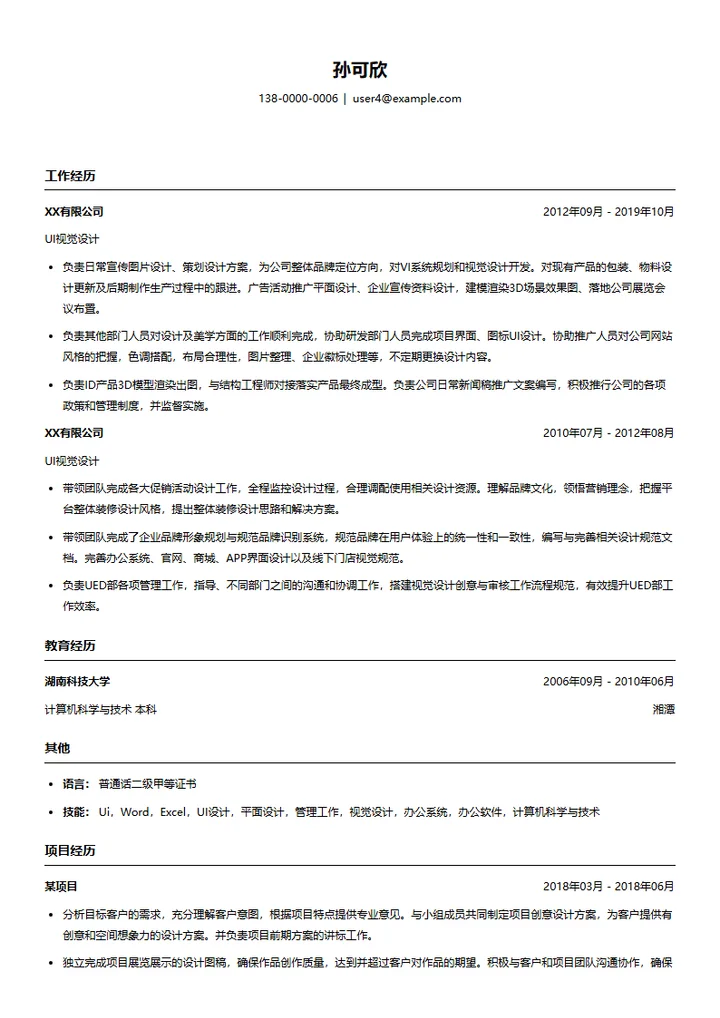 孙可欣
138-0000-0006 | user4@example.com
工作经历
XX有限公司 2012年09月 - 2019年10月
UI视觉设计
• 负责日常宣传图片设计、策划设计方案，为公司整体品牌定位方向，对VI系统规划和视觉设计开发。对现有产品的包装、物料设
计更新及后期制作生产过程中的跟进。广告活动推广平面设计、企业宣传资料设计，建模渲染3D场景效果图、落地公司展览会
议布置。
• 负责其他部门人员对设计及美学方面的工作顺利完成，协助研发部门人员完成项目界面、图标UI设计。协助推广人员对公司网站
风格的把握，色调搭配，布局合理性，图片整理、企业徽标处理等，不定期更换设计内容。
• 负责ID产品3D模型渲染出图，与结构工程师对接落实产品最终成型。负责公司日常新闻稿推广文案编写，积极推行公司的各项
政策和管理制度，并监督实施。
XX有限公司 2010年07月 - 2012年08月
UI视觉设计
• 带领团队完成各大促销活动设计工作，全程监控设计过程，合理调配使用相关设计资源。理解品牌文化，领悟营销理念，把握平
台整体装修设计风格，提出整体装修设计思路和解决方案。
• 带领团队完成了企业品牌形象规划与规范品牌识别系统，规范品牌在用户体验上的统一性和一致性，编写与完善相关设计规范文
档。完善办公系统、官网、商城、APP界面设计以及线下门店视觉规范。
• 负责UED部各项管理工作，指导、不同部门之间的沟通和协调工作，搭建视觉设计创意与审核工作流程规范，有效提升UED部工
作效率。
教育经历
湖南科技大学 2006年09月 - 2010年06月
计算机科学与技术 本科 湘潭
其他
• 语言： 普通话二级甲等证书
• 技能： Ui，Word，Excel，UI设计，平面设计，管理工作，视觉设计，办公系统，办公软件，计算机科学与技术
项目经历
某项目 2018年03月 - 2018年06月
• 分析目标客户的需求，充分理解客户意图，根据项目特点提供专业意见。与小组成员共同制定项目创意设计方案，为客户提供有
创意和空间想象力的设计方案。并负责项目前期方案的讲标工作。
• 独立完成项目展览展示的设计图稿，确保作品创作质量，达到并超过客户对作品的期望。积极与客户和项目团队沟通协作，确保